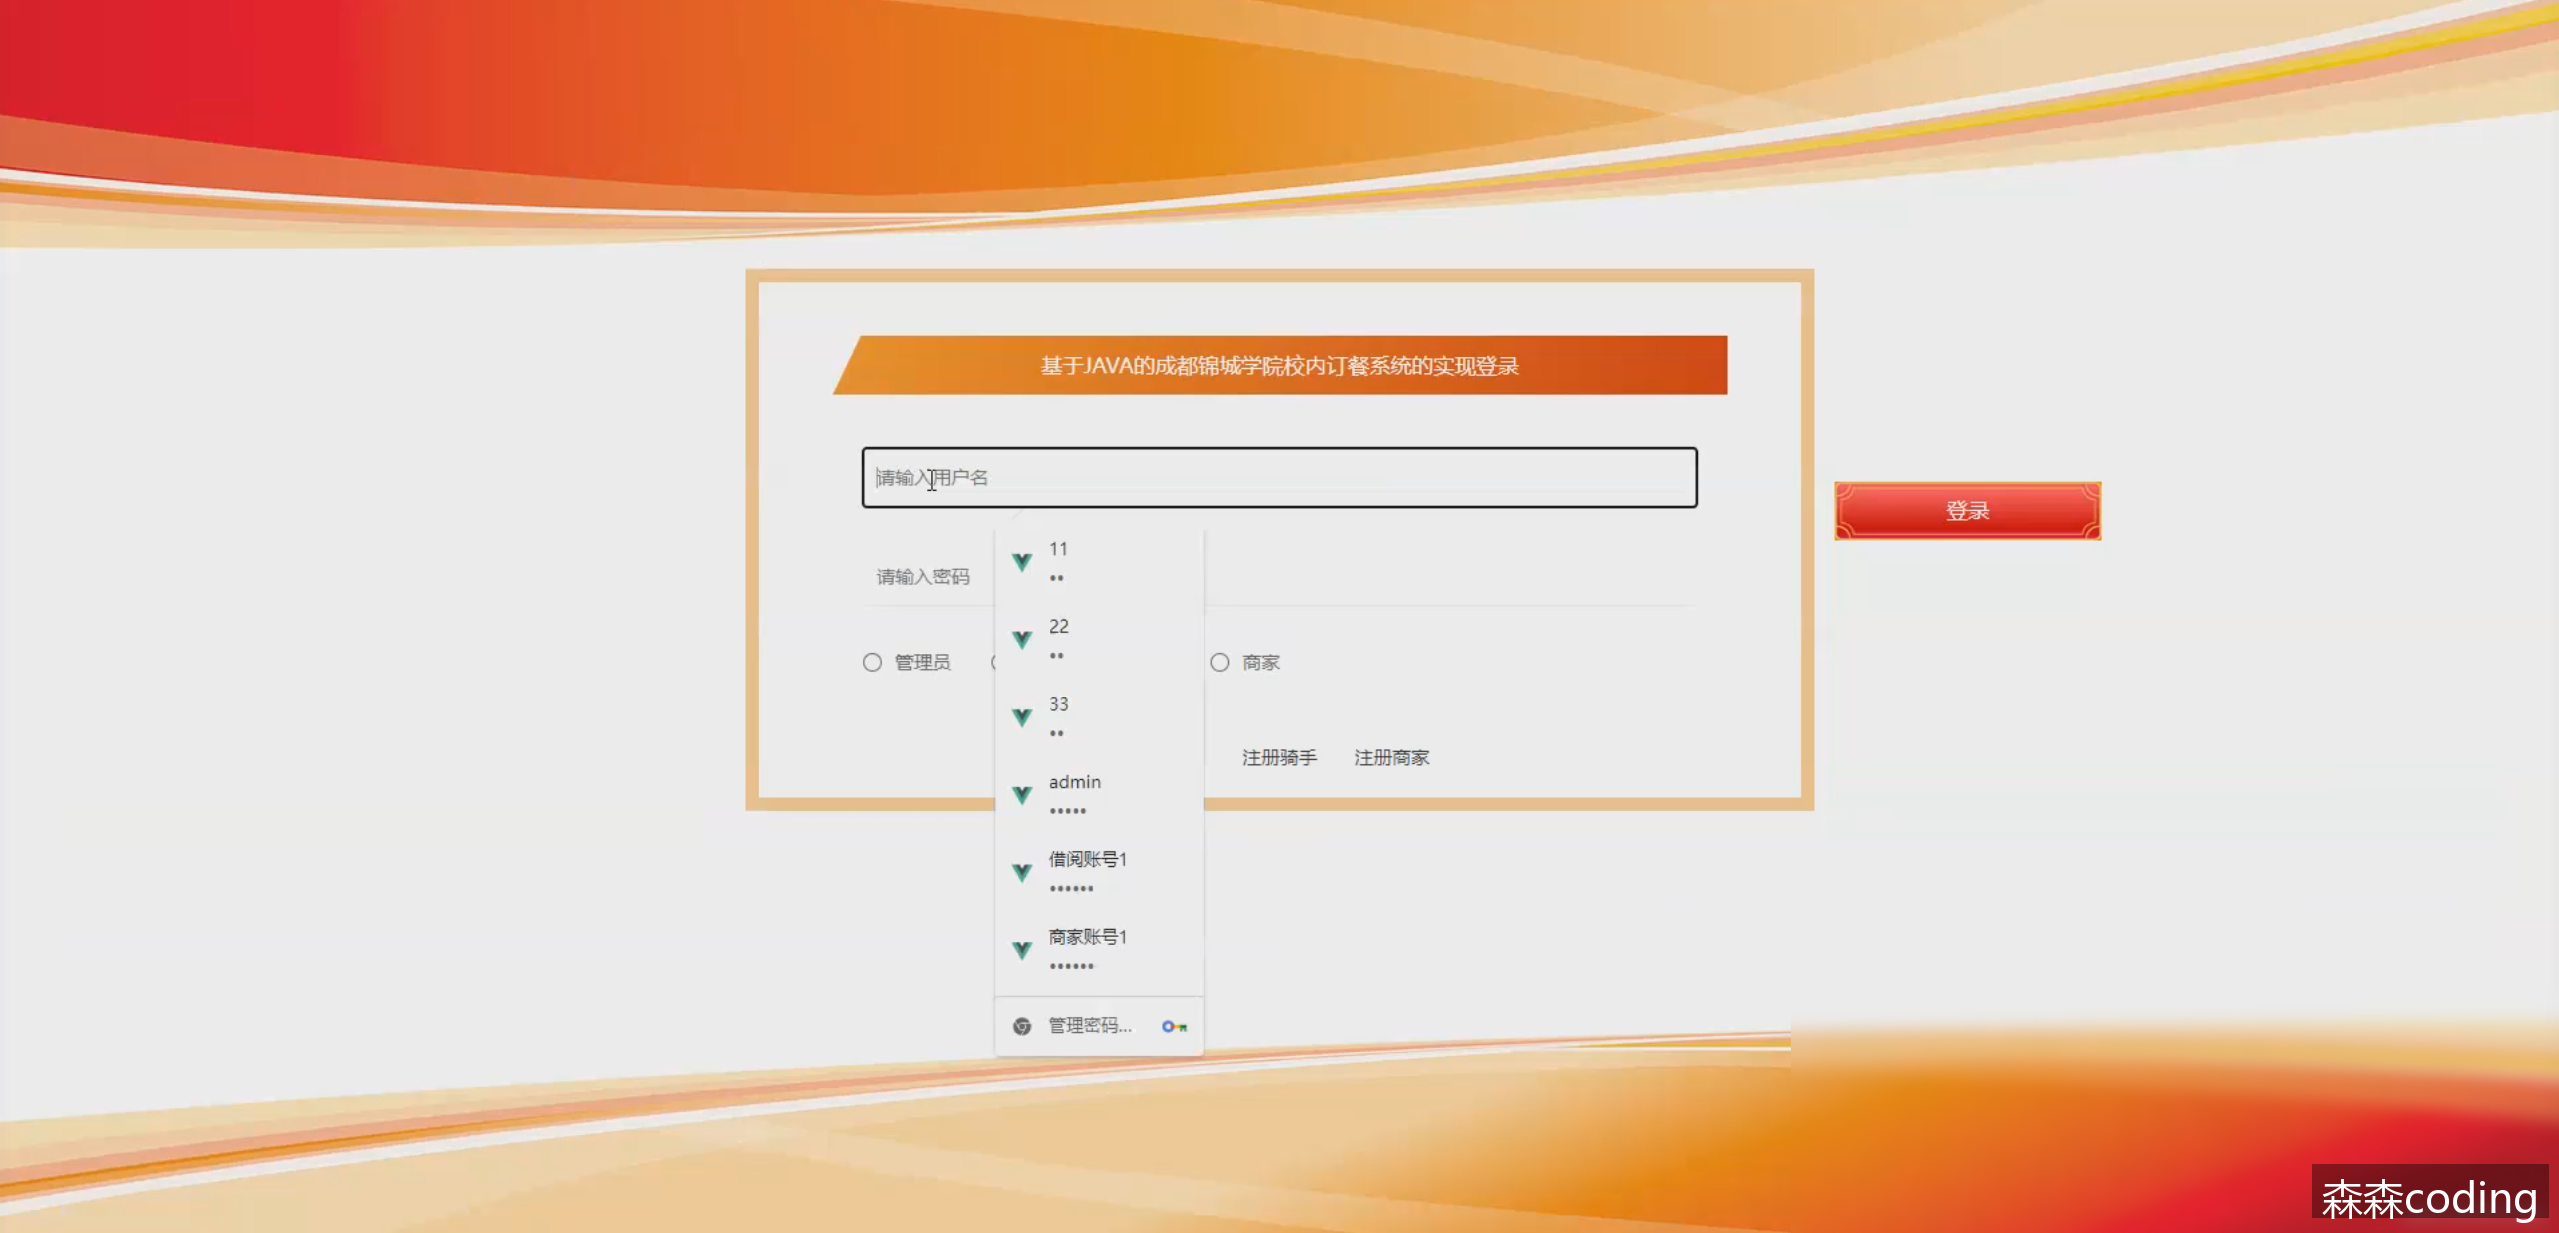 基于JAVA的成都锦城学院校内订餐系统的实现登录
请输入用户名
登录
请输入密码
管理员
商家
注册骑手
注册商家
11
••
22
••
33
••
admin
•••••
借阅账号1
••••••
商家账号1
••••••
管理密码...
森森coding